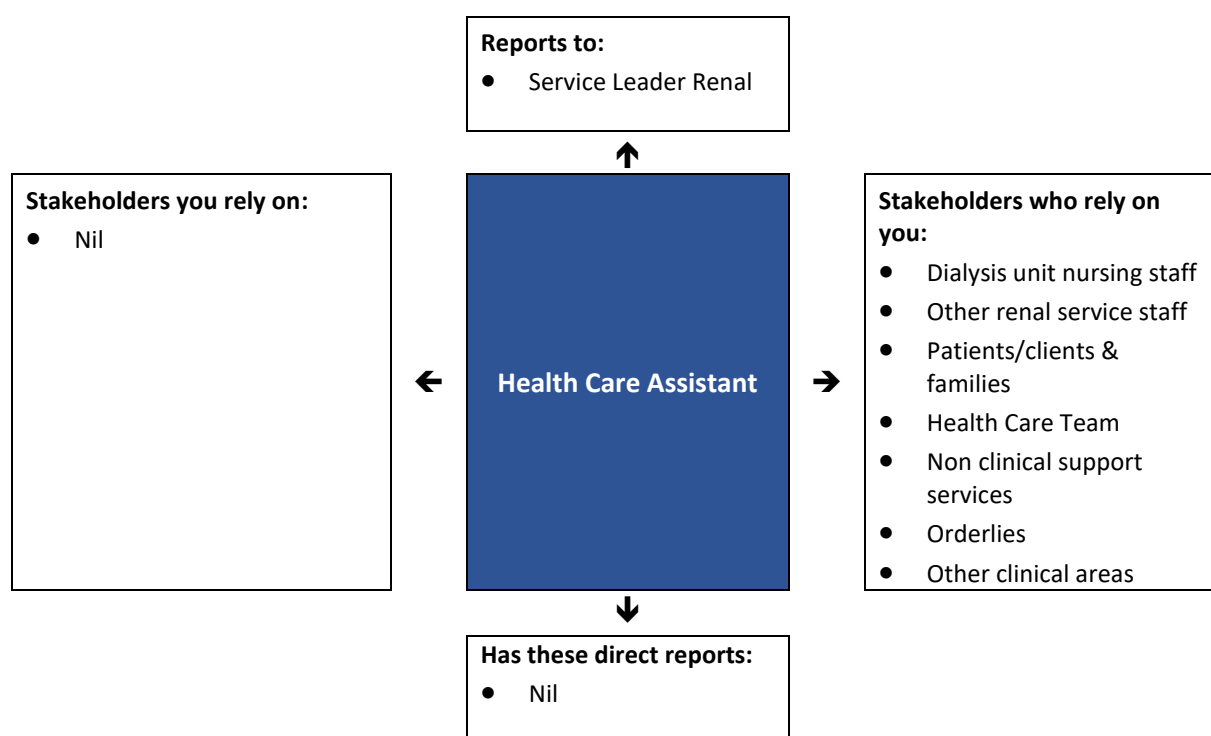 Reports to:
● Service Leader Renal
Stakeholders you rely on:
● Nil
Health Care Assistant
Stakeholders who rely on
you:
● Dialysis unit nursing staff
● Other renal service staff
● Patients/clients &
families
● Health Care Team
● Non clinical support
services
● Orderlies
● Other clinical areas
Has these direct reports:
● Nil